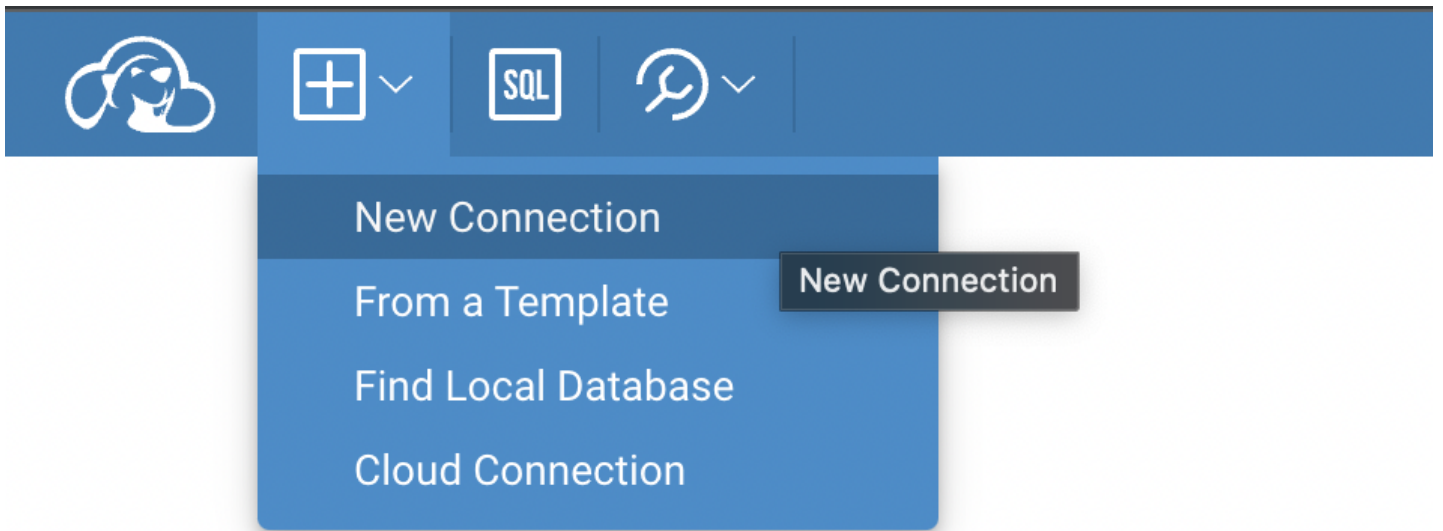 SQL
New Connection
New Connection
From a Template
Find Local Database
Cloud Connection